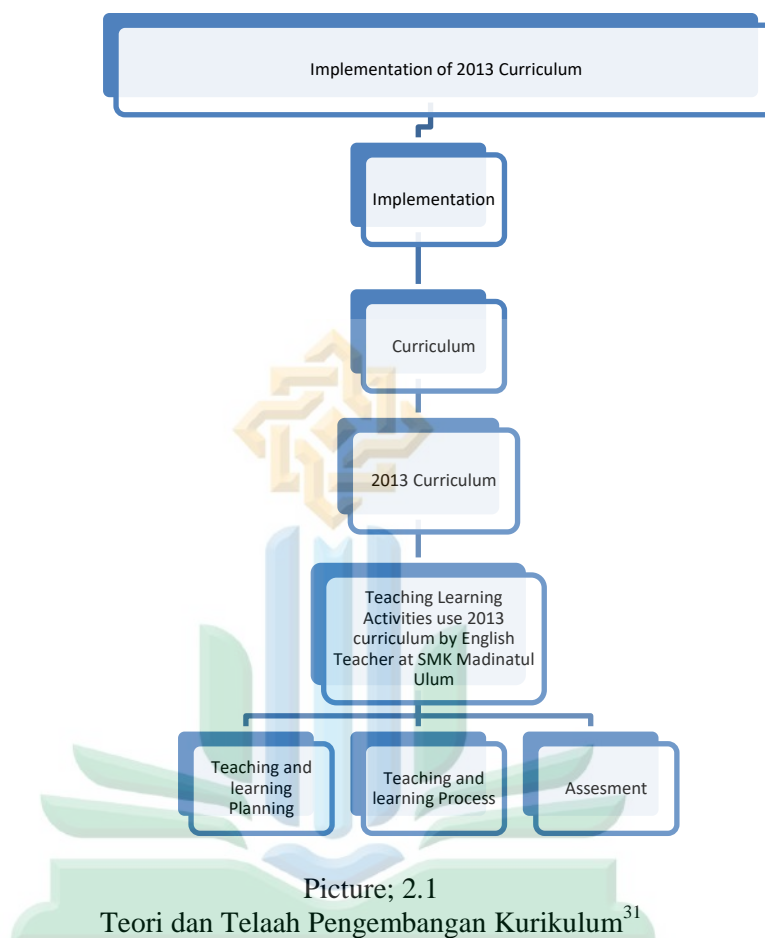 Implementation of 2013 Curriculum
Implementation
Curriculum
2013 Curriculum
Teaching Learning
Activities use 2013
curriculum by English
Teacher at SMK Madinatul
Ulum
Teaching and
learning
Planning
Teaching and
learning Process
Assesment
Picture; 2.1
Teori dan Telaah Pengembangan Kurikulum31